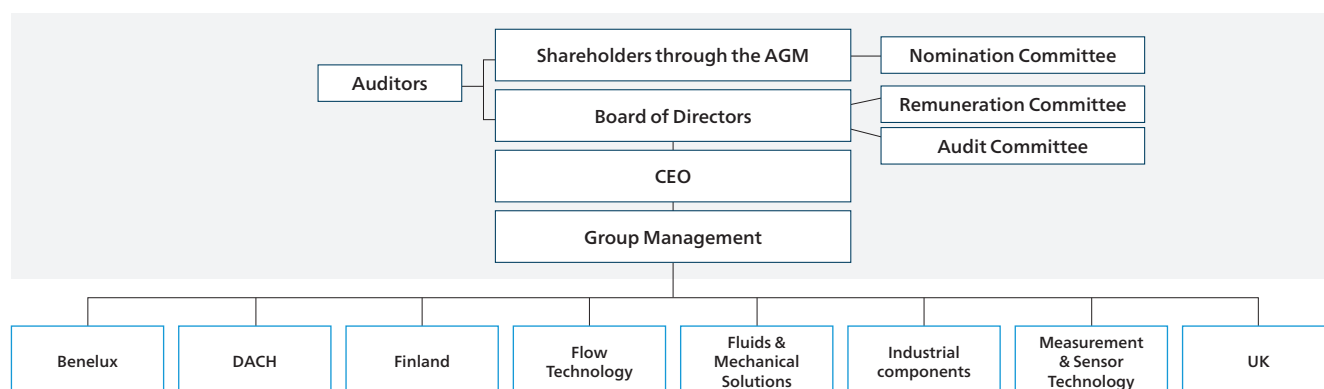 Shareholders through the AGM
Nomination Committee
Auditors
Remuneration Committee
Board of Directors
Audit Committee
CEO
Group Management
Benelux
DACH
Finland
Flow
Technology
Fluids &
Mechanical
Solutions
Industrial
components
Measurement
& Sensor
Technology
UK